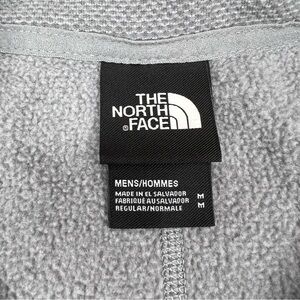 THE
NORTH
®FACE
MENS/HOMMES
MADE IN EL SALVADOR M
FABRIQUÉ AU SALVADOR M
REGULAR/NORMALE